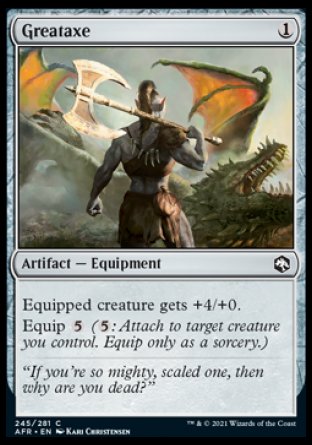 Greataxe 1
Artifact — Equipment
Equipped creature gets +4/+0.
Equip 5 (5: Attach to target creature
you control. Equip only as a sorcery.)
"If you're so mighty, scaled one, then
why are you dead?"
245/281 C
AFR • EN Kari Christensen
™ & © 2021 Wizards of the Coast